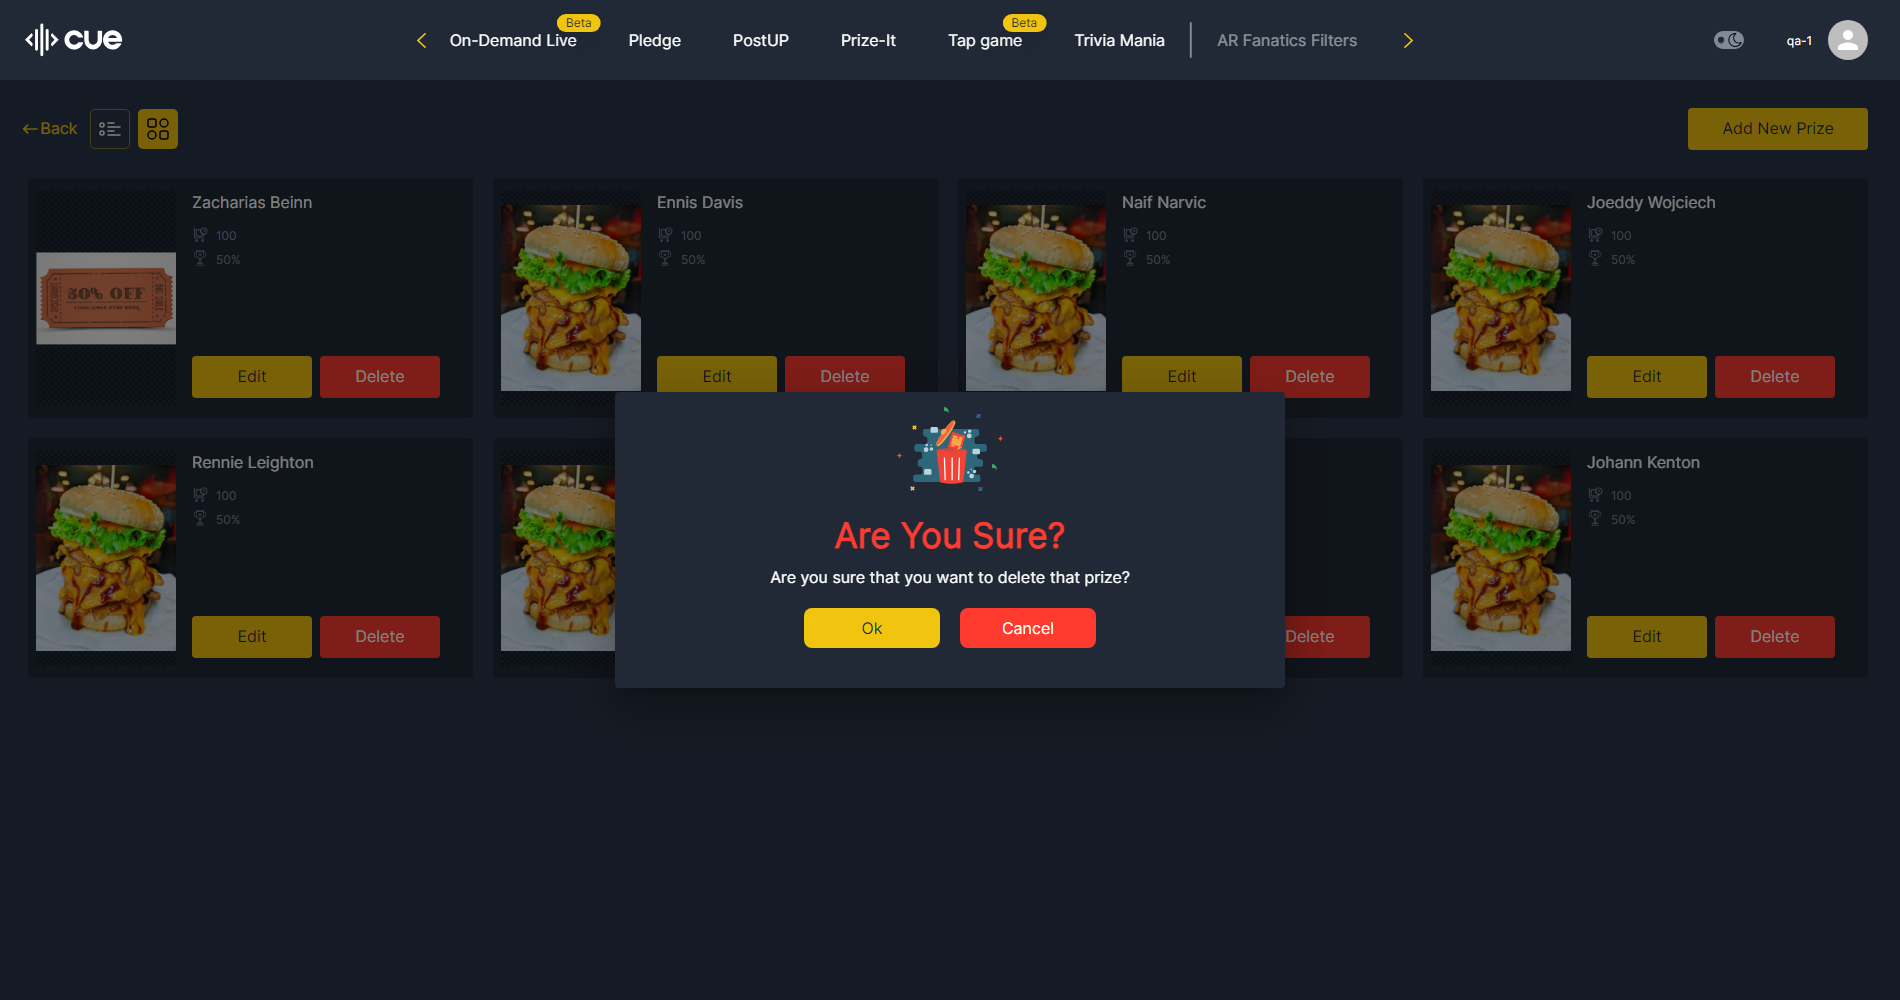 cue
On-Demand Live
Beta
Pledge
PostUP
Prize-It
Tap game
Beta
Trivia Mania
AR Fanatics Filters
qa-1
Back
Add New Prize
Zacharias Beinn
100
50%
50% OFF
Edit
Delete
Ennis Davis
100
50%
Edit
Delete
Naif Narvic
100
50%
Edit
Delete
Joeddy Wojciech
100
50%
Edit
Delete
Rennie Leighton
100
50%
Edit
Delete
Are You Sure?
Are you sure that you want to delete that prize?
Ok
Cancel
Delete
Johann Kenton
100
50%
Edit
Delete